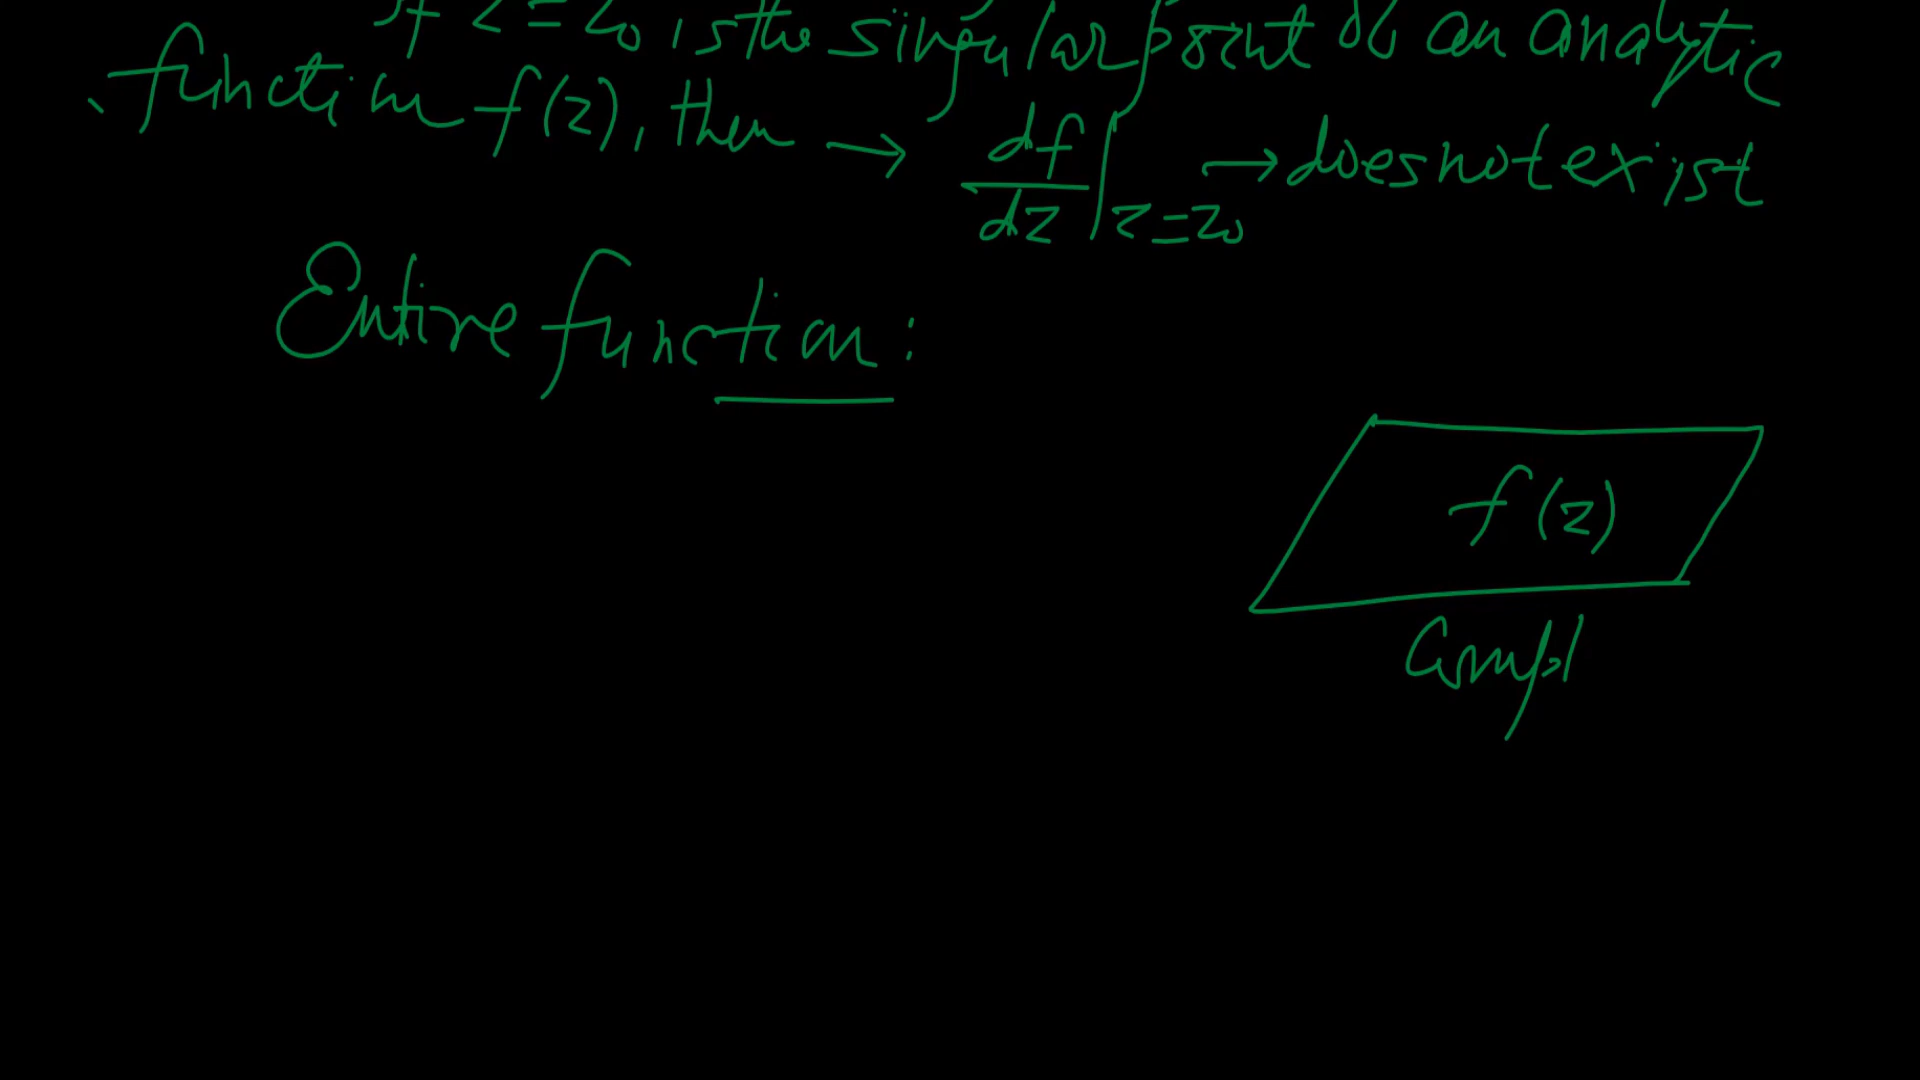 If z = z₀, is the singular point of an analytic
function f(z), then → df/dz|z=z₀ → does not exist
Entire function:
f(z)
Compl